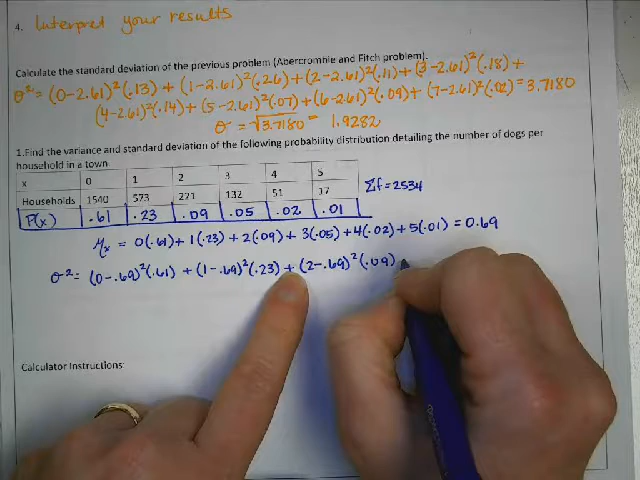 4. Interpret your results
Calculate the standard deviation of the previous problem (Abercrombie and Fitch problem).
σ²= (0-2.61)²(.13) + (1-2.61)²(.26) + (2-2.61)²(.11) + (3-2.61)²(.18) +
(4-2.61)²(.14) + (5-2.61)²(.07) + (6-2.61)²(.09) + (7-2.61)²(.02) = 3.7180
σ = √3.7180 = 1.9282
1.Find the variance and standard deviation of the following probability distribution detailing the number of dogs per
household in a town.
x 0 1 2 3 4 5
Households 1540 573 221 132 51 17 Σf = 2534
P(x) .61 .23 .09 .05 .02 .01
μx = 0(.61) + 1(.23) + 2(.09) + 3(.05) + 4(.02) + 5(.01) = 0.69
σ²= (0-.69)²(.61) + (1-.69)²(.23) + (2-.69)²(.09)
Calculator Instructions: